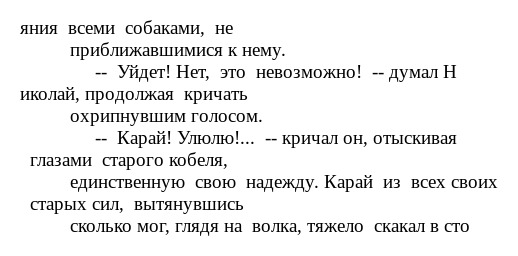 яния всеми собаками, не
приближавшимися к нему.
-- Уйдет! Нет, это невозможно! -- думал Н
иколай, продолжая кричать
охрипнувшим голосом.
-- Карай! Улюлю!... -- кричал он, отыскивая
глазами старого кобеля,
единственную свою надежду. Карай из всех своих
старых сил, вытянувшись
сколько мог, глядя на волка, тяжело скакал в сто